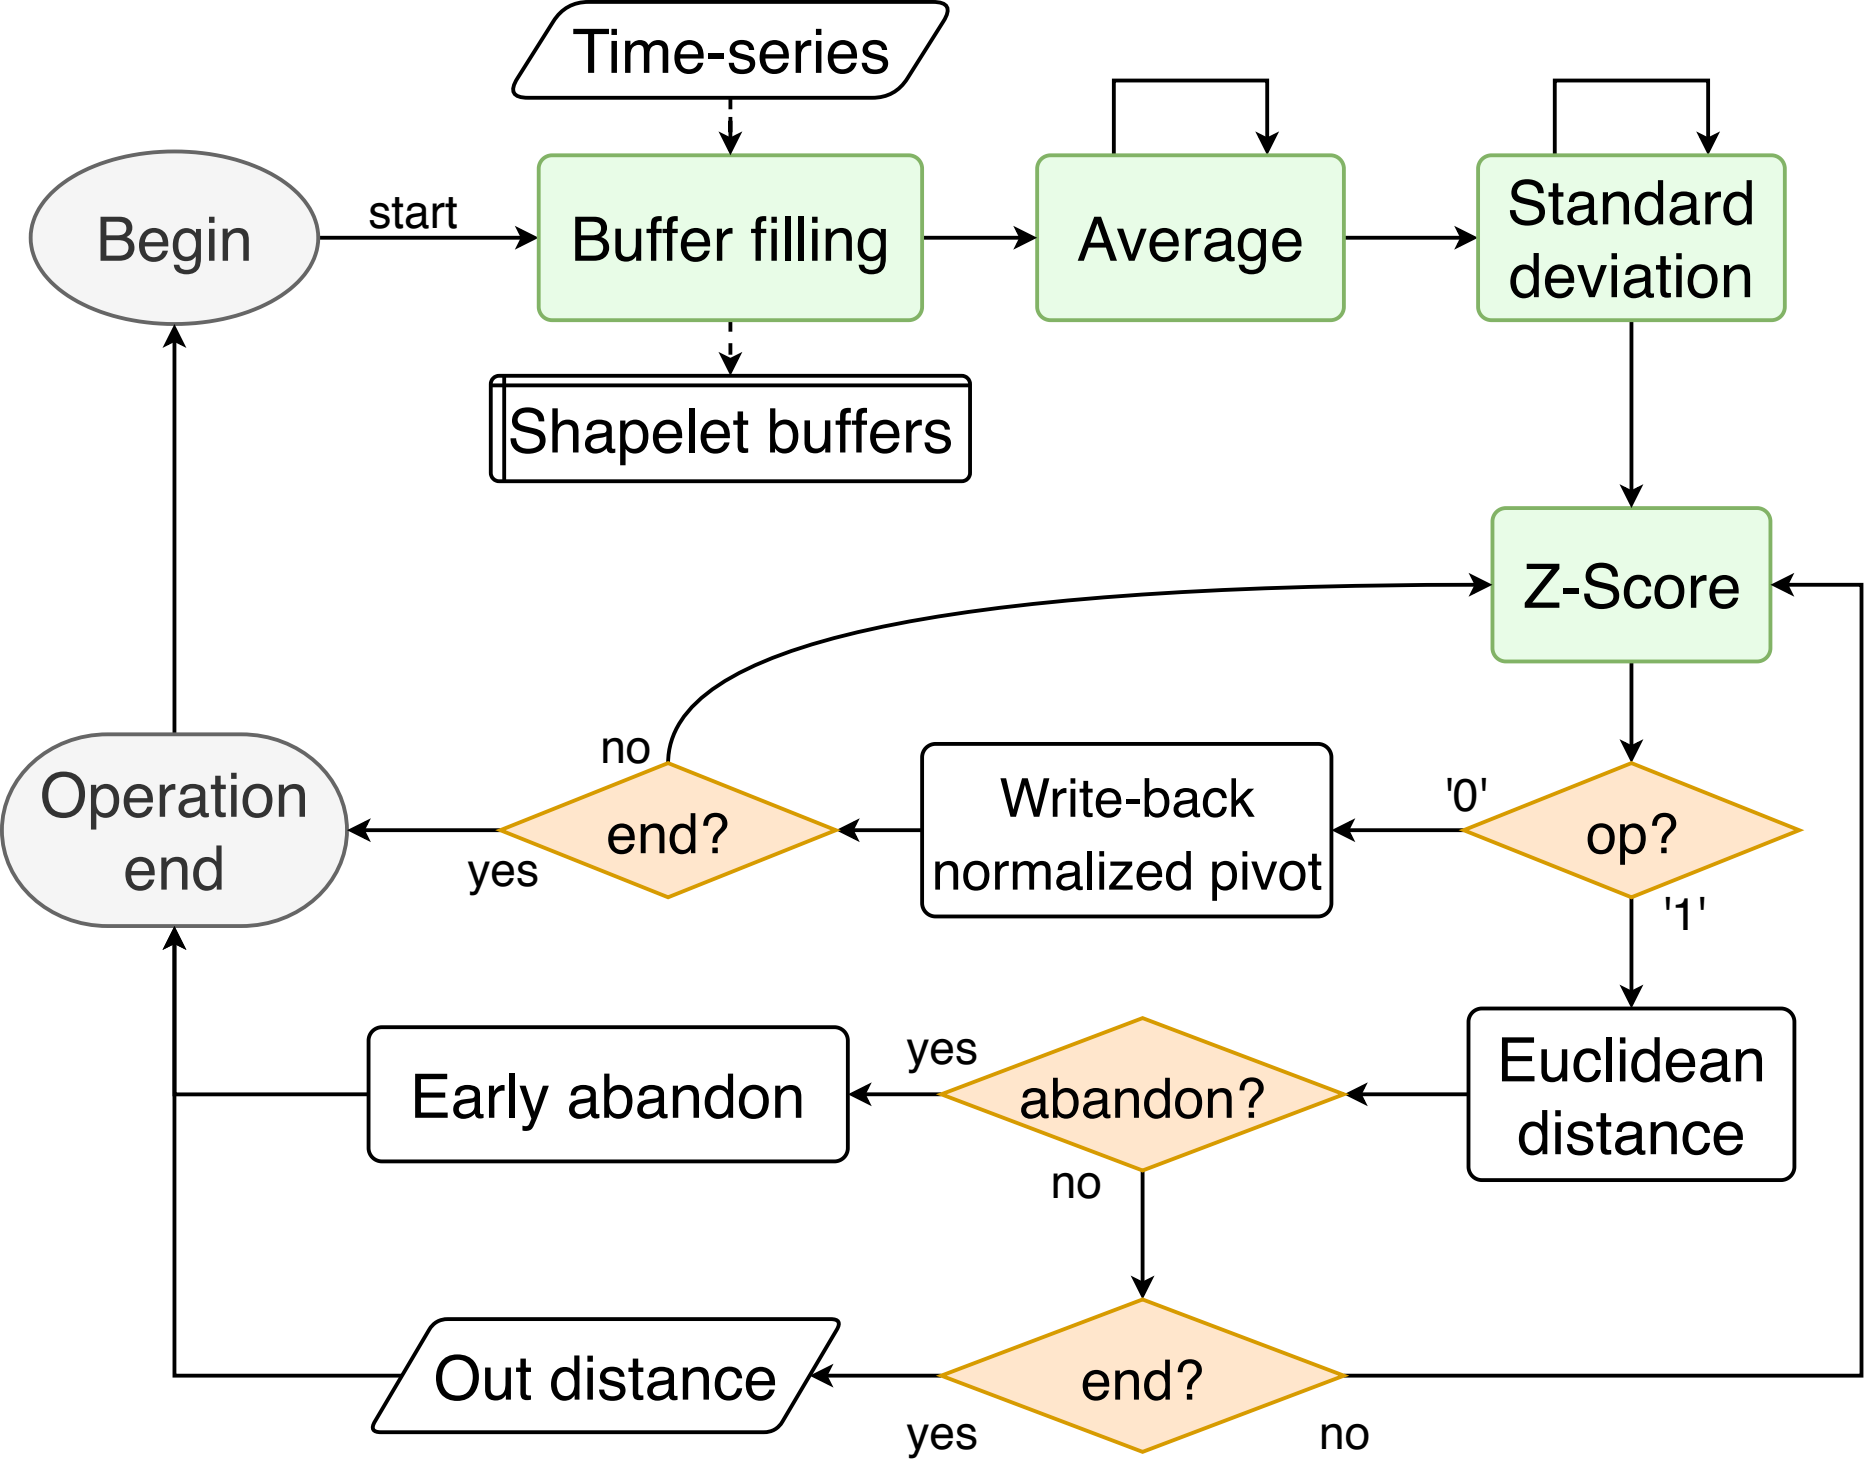 Time-series
Begin
start
Buffer filling
Average
Standard
deviation
Shapelet buffers
Z-Score
no
Operation
end
yes
end?
Write-back
normalized pivot
'0'
op?
'1'
Early abandon
yes
abandon?
no
Euclidean
distance
Out distance
yes
end?
no